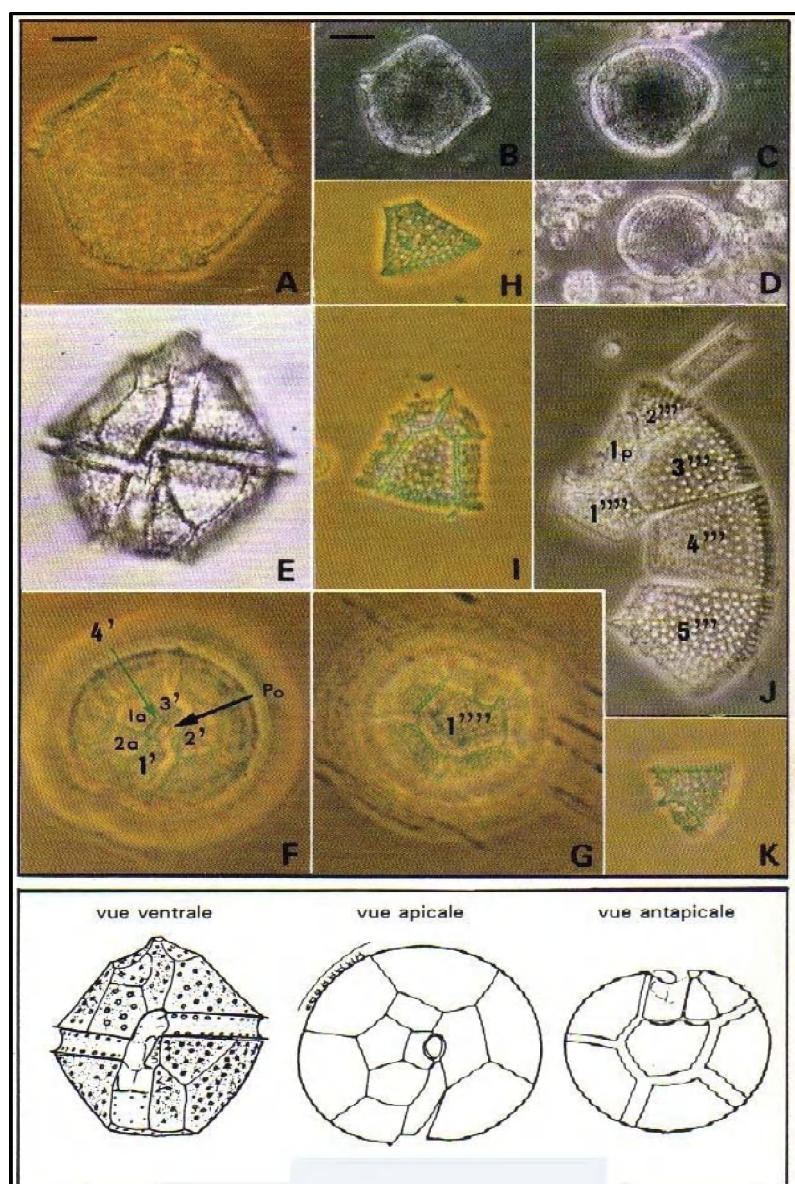 A
B
C
H
D
E
I
2’’’
1p
3’’’
1’’’’
4’’’
5’’’
J
4’
3’
Po
1a
2a
2’
1’
F
1’’’’
G
K
vue ventrale
vue apicale
vue antapicale